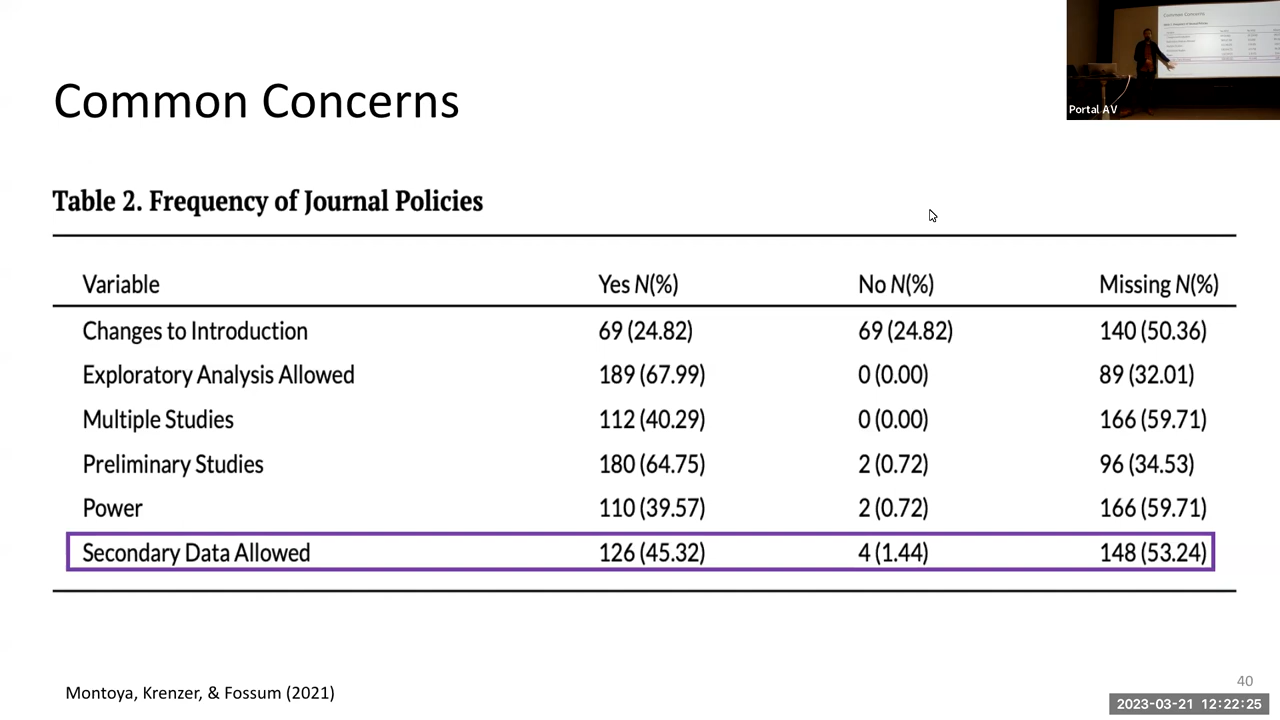 Common Concerns
Portal AV
Common Concerns
Table 2. Frequency of Journal Policies
Variable Yes N(%) No N(%) Missing N(%)
Changes to Introduction 69 (24.82) 69 (24.82) 140 (50.36)
Exploratory Analysis Allowed 189 (67.99) 0 (0.00) 89 (32.01)
Multiple Studies 112 (40.29) 0 (0.00) 166 (59.71)
Preliminary Studies 180 (64.75) 2 (0.72) 96 (34.53)
Power 110 (39.57) 2 (0.72) 166 (59.71)
Secondary Data Allowed 126 (45.32) 4 (1.44) 148 (53.24)
Montoya, Krenzer, & Fossum (2021)
40
2023-03-21 12:22:25